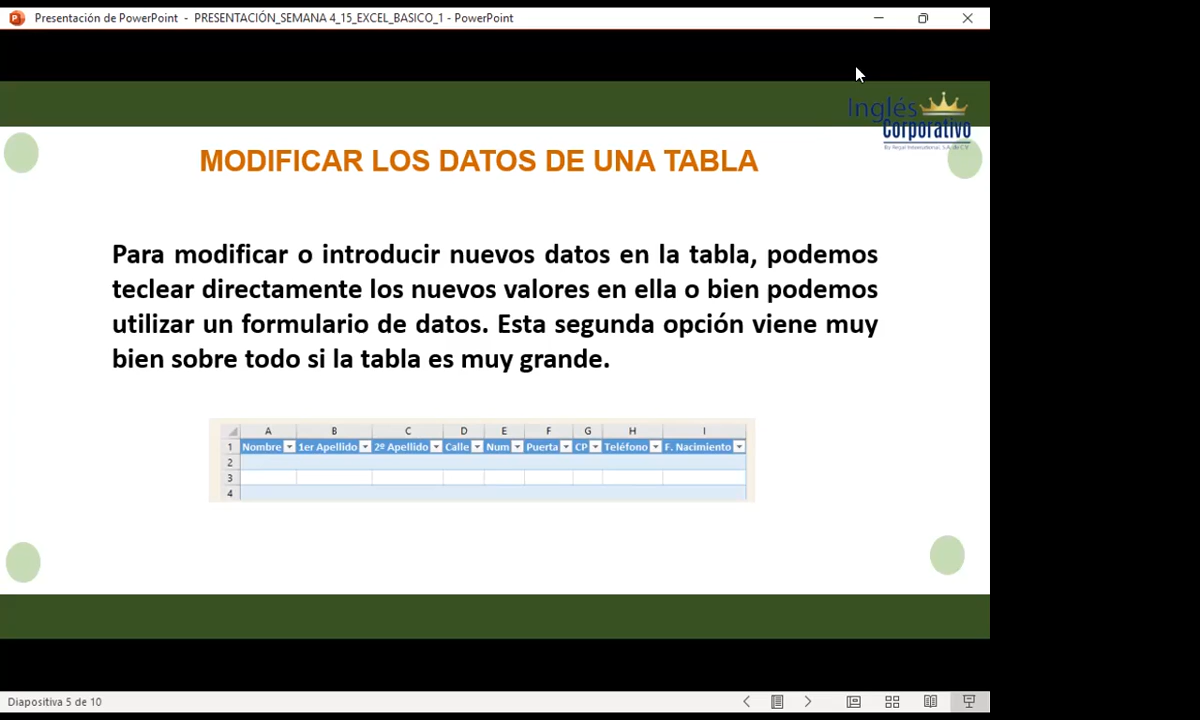 Presentación de PowerPoint - PRESENTACIÓN_SEMANA 4_15_EXCEL_BASICO_1 - PowerPoint
Inglés
Corporativo
MODIFICAR LOS DATOS DE UNA TABLA
Para modificar o introducir nuevos datos en la tabla, podemos
teclear directamente los nuevos valores en ella o bien podemos
utilizar un formulario de datos. Esta segunda opción viene muy
bien sobre todo si la tabla es muy grande.
A B C D E F G H I
1 Nombre 1er Apellido 2º Apellido Calle Num Puerta CP Teléfono F. Nacimiento
2
3
4
Diapositiva 5 de 10